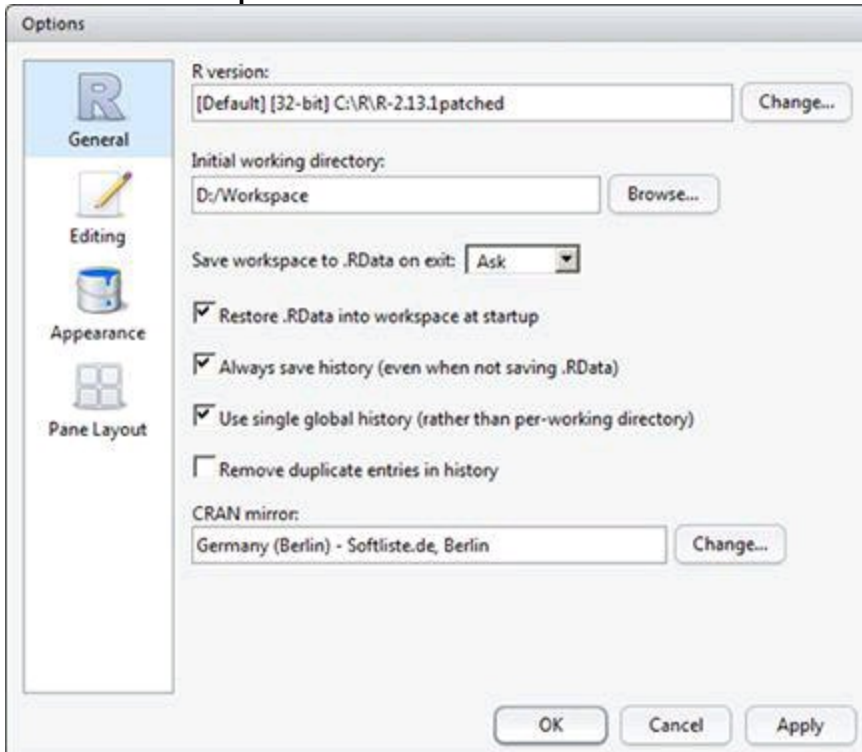 Options
General
Editing
Appearance
Pane Layout
R version:
[Default] [32-bit] C:\R\R-2.13.1patched
Change...
Initial working directory:
D:/Workspace
Browse...
Save workspace to .RData on exit: Ask
Restore .RData into workspace at startup
Always save history (even when not saving .RData)
Use single global history (rather than per-working directory)
Remove duplicate entries in history
CRAN mirror:
Germany (Berlin) - Softliste.de, Berlin
Change...
OK
Cancel
Apply